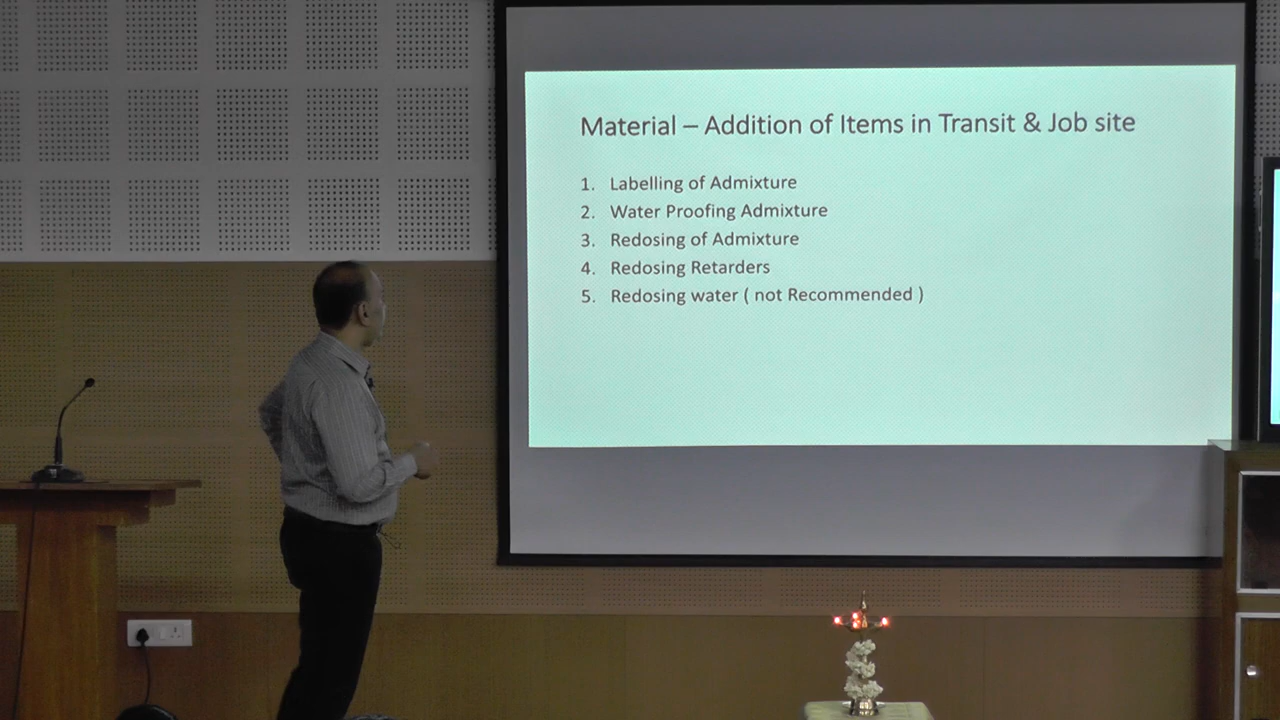 Material – Addition of Items in Transit & Job site
1. Labelling of Admixture
2. Water Proofing Admixture
3. Redosing of Admixture
4. Redosing Retarders
5. Redosing water ( not Recommended )